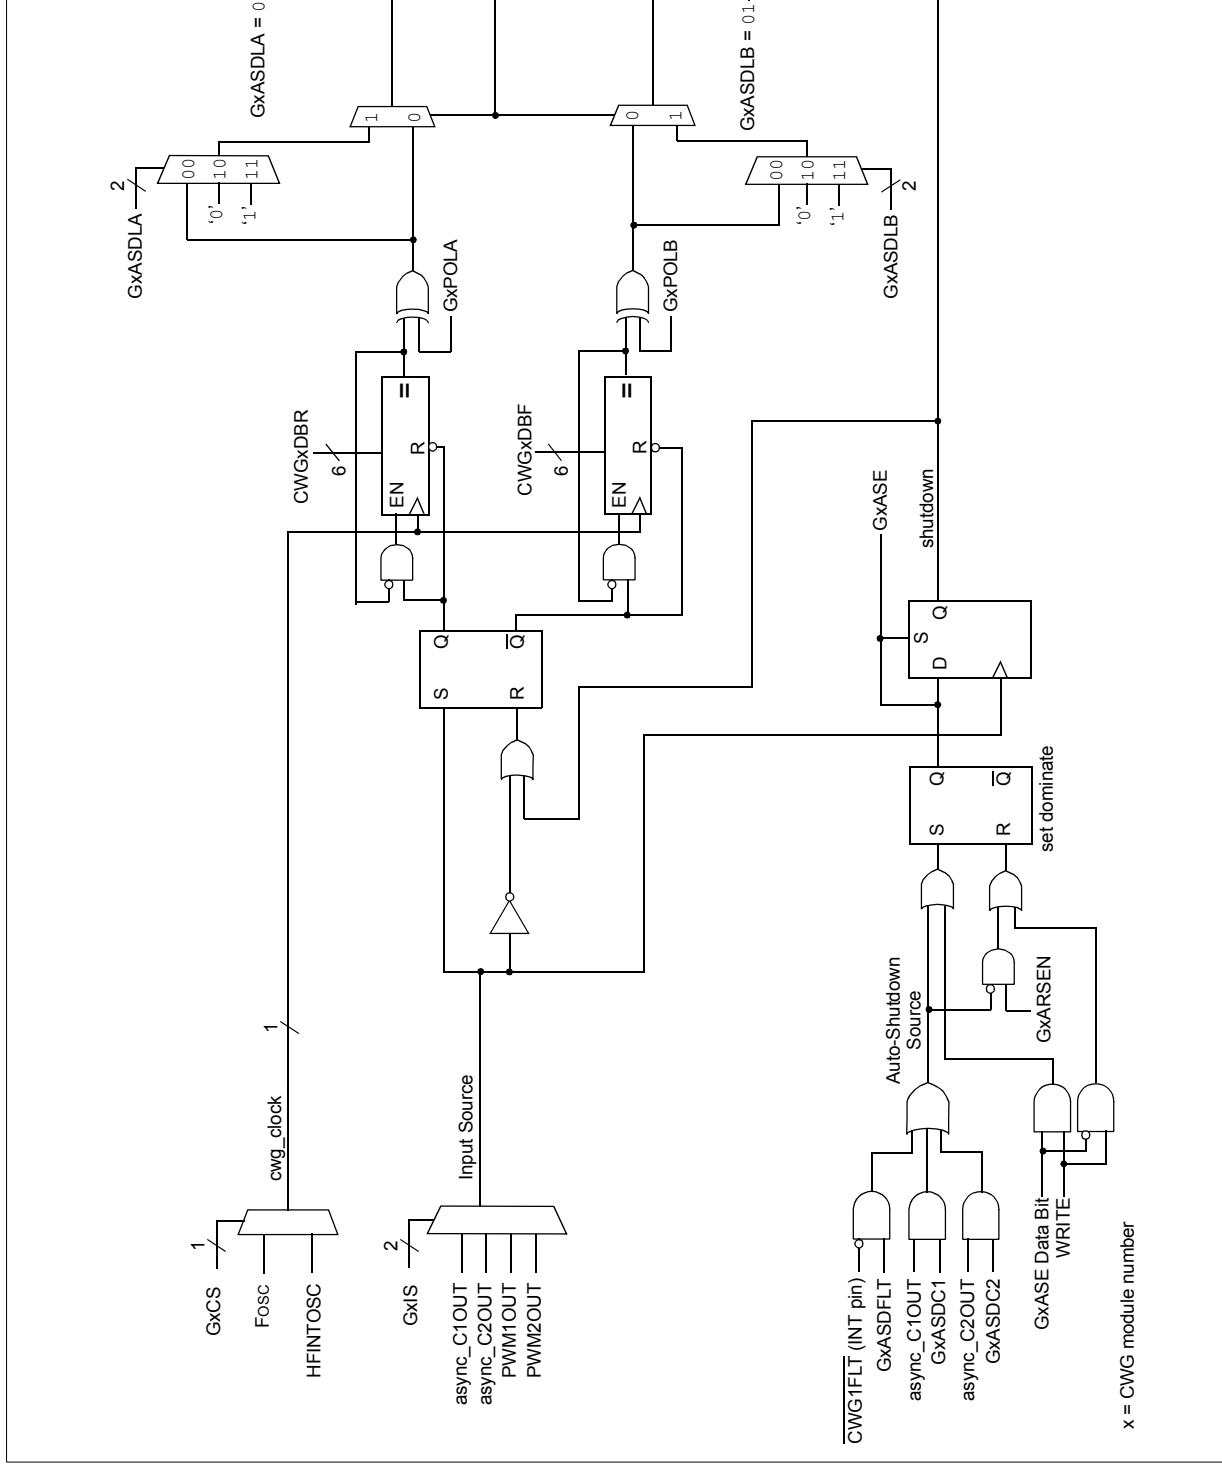 GxASDLA = 0
GxASDLB = 01
1
0
0
1
00
10
11
2
GxASDLA
‘0’
‘1’
00
10
11
2
GxASDLB
‘0’
‘1’
GxPOLA
GxPOLB
CWGxDBR
6
=
R
EN
CWGxDBF
6
=
R
EN
GxASE
shutdown
S
Q
D
Q
Q
S
R
Q
Q
S
R
set dominate
1
cwg_clock
Input Source
Auto-Shutdown
Source
GxARSEN
1
GxCS
FOSC
HFINTOSC
2
GxIS
async_C1OUT
async_C2OUT
PWM1OUT
PWM2OUT
CWG1FLT (INT pin)
GxASDFLT
async_C1OUT
GxASDC1
async_C2OUT
GxASDC2
GxASE Data Bit
WRITE
x = CWG module number